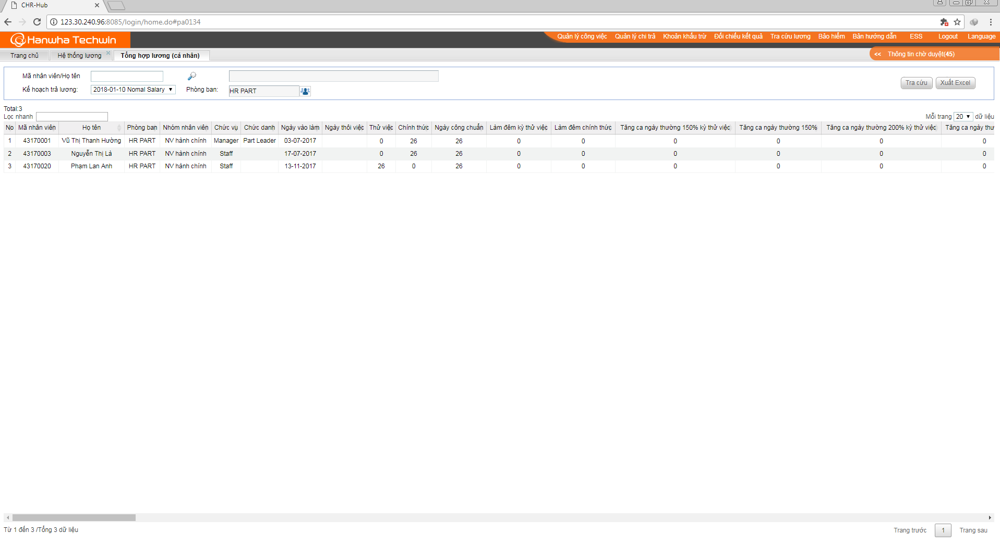 CHR-Hub
123.30.240.96:8085/login/home.do#pa0134
Hanwha Techwin
Quản lý công việc Quản lý chi trả Khoản khấu trừ Đối chiếu kết quả Tra cứu lương Bảo hiểm Bản hướng dẫn ESS Logout Language
Trang chủ Hệ thống lương Tổng hợp lương (cá nhân)
<< Thông tin chờ duyệt(45)
Mã nhân viên/Họ tên
Kế hoạch trả lương: 2018-01-10 Nomal Salary Phòng ban: HR PART
Tra cứu Xuất Excel
Total:3
Lọc nhanh
Mỗi trang 20 dữ liệu
No Mã nhân viên Họ tên Phòng ban Nhóm nhân viên Chức vụ Chức danh Ngày vào làm Ngày thôi việc Thử việc Chính thức Ngày công chuẩn Làm đêm kỳ thử việc Làm đêm chính thức Tăng ca ngày thường 150% kỳ thử việc Tăng ca ngày thường 150% Tăng ca ngày thường 200% kỳ thử việc Tăng ca ngày thư
1 43170001 Vũ Thị Thanh Hường HR PART NV hành chính Manager Part Leader 03-07-2017 0 26 26 0 0 0 0 0 0
2 43170003 Nguyễn Thị Là HR PART NV hành chính Staff 17-07-2017 0 26 26 0 0 0 0 0 0
3 43170020 Phạm Lan Anh HR PART NV hành chính Staff 13-11-2017 26 0 26 0 0 0 0 0 0
Từ 1 đến 3 /Tổng 3 dữ liệu
Trang trước 1 Trang sau